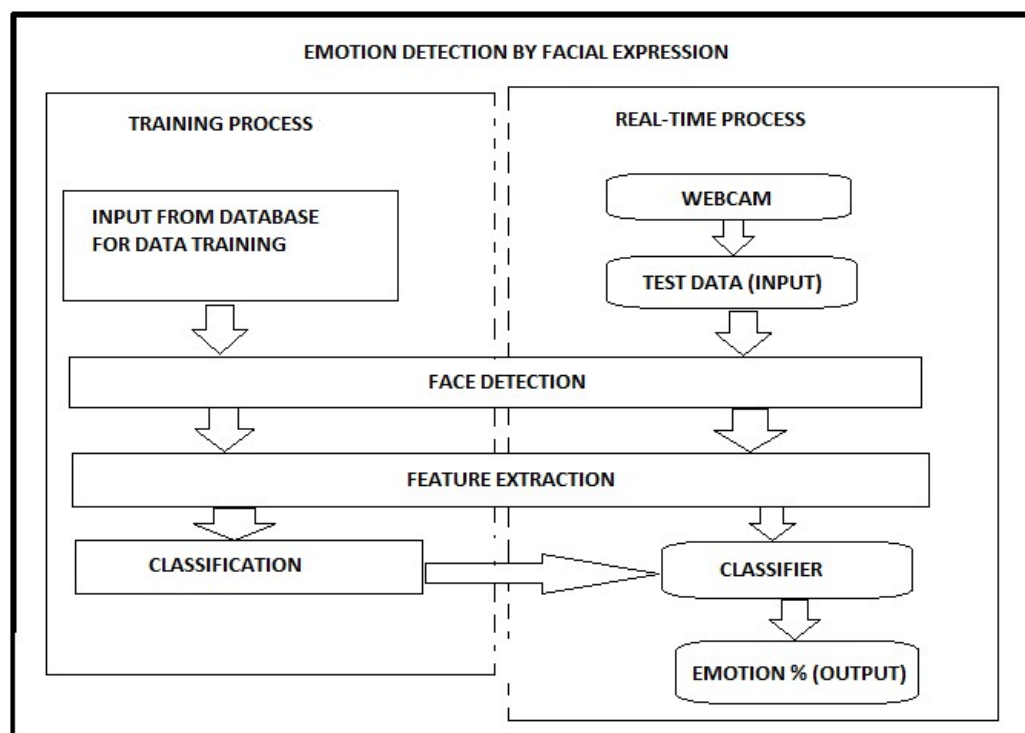 EMOTION DETECTION BY FACIAL EXPRESSION
TRAINING PROCESS
INPUT FROM DATABASE
FOR DATA TRAINING
REAL-TIME PROCESS
WEBCAM
TEST DATA (INPUT)
FACE DETECTION
FEATURE EXTRACTION
CLASSIFICATION
CLASSIFIER
EMOTION % (OUTPUT)